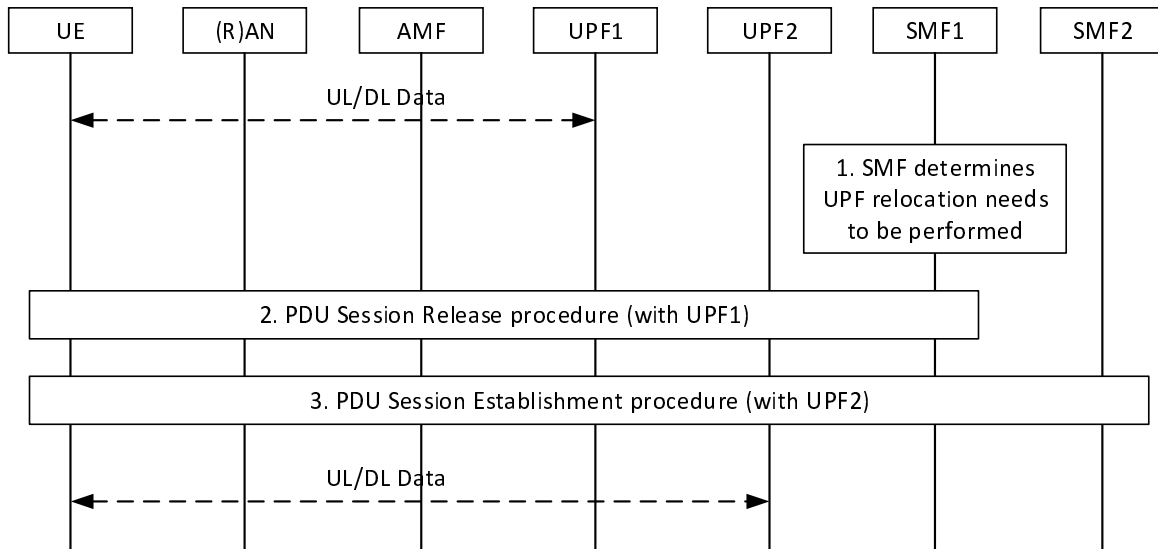 UE
(R)AN
AMF
UPF1
UPF2
SMF1
SMF2
UL/DL Data
1. SMF determines
UPF relocation needs
to be performed
2. PDU Session Release procedure (with UPF1)
3. PDU Session Establishment procedure (with UPF2)
UL/DL Data